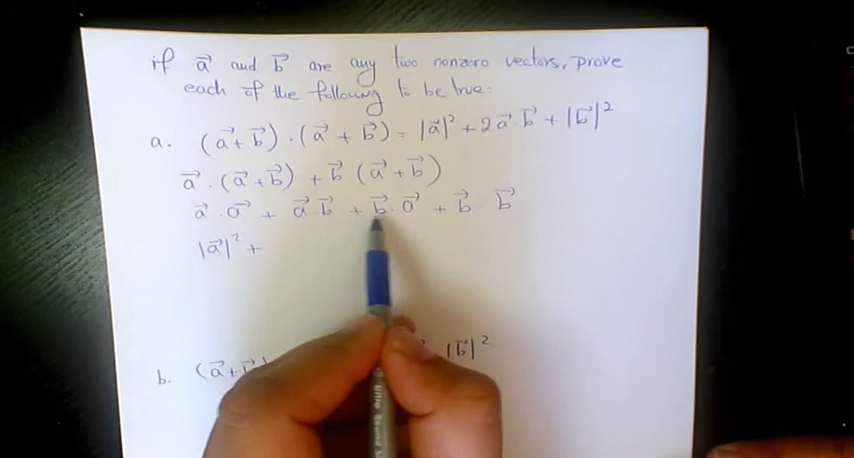 if a⃗ and b⃗ are any two nonzero vectors, prove
each of the following to be true:
a. (a⃗+b⃗)·(a⃗+b⃗) = |a⃗|²+2a⃗·b⃗+|b⃗|²
a⃗·(a⃗+b⃗) + b⃗ (a⃗+b⃗)
a⃗·a⃗ + a⃗ b⃗ + b⃗·a⃗ + b⃗·b⃗
|a⃗|² +
b. (a⃗+ |b⃗|²